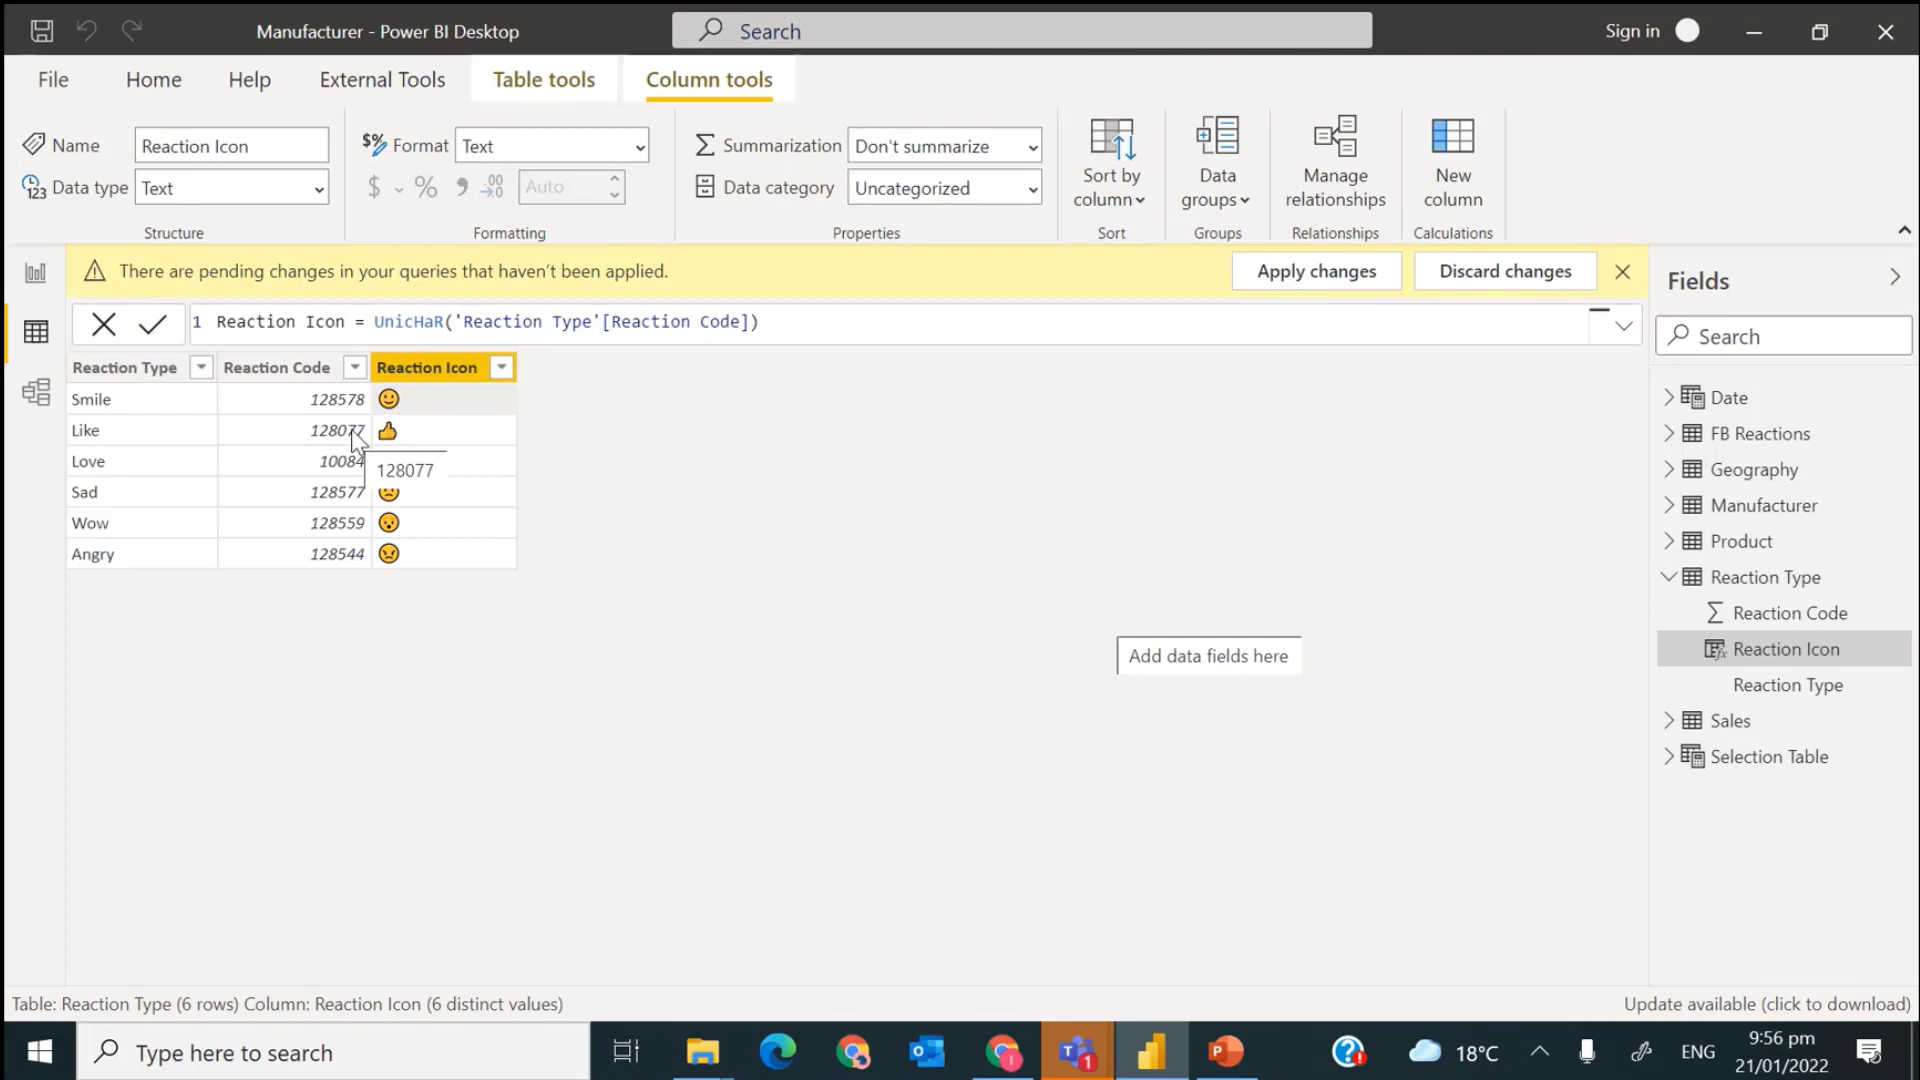 Manufacturer - Power BI Desktop
Search
Sign in
File
Home
Help
External Tools
Table tools
Column tools
Name
Reaction Icon
Format
Text
Summarization
Don't summarize
Data type
Text
$ % 9 .00
Auto
Data category
Uncategorized
Sort by column
Data groups
Manage relationships
New column
Structure
Formatting
Properties
Sort
Groups
Relationships
Calculations
There are pending changes in your queries that haven't been applied.
Apply changes
Discard changes
1 Reaction Icon = UnicHaR('Reaction Type'[Reaction Code])
Reaction Type
Reaction Code
Reaction Icon
Smile 128578 🙂
Like 128077 👍
Love 10084
Sad 128577 🙁
Wow 128559 😯
Angry 128544 😠
128077
Add data fields here
Fields
Search
Date
FB Reactions
Geography
Manufacturer
Product
Reaction Type
Reaction Code
Reaction Icon
Reaction Type
Sales
Selection Table
Table: Reaction Type (6 rows) Column: Reaction Icon (6 distinct values)
Update available (click to download)
Type here to search
18°C
ENG
9:56 pm
21/01/2022